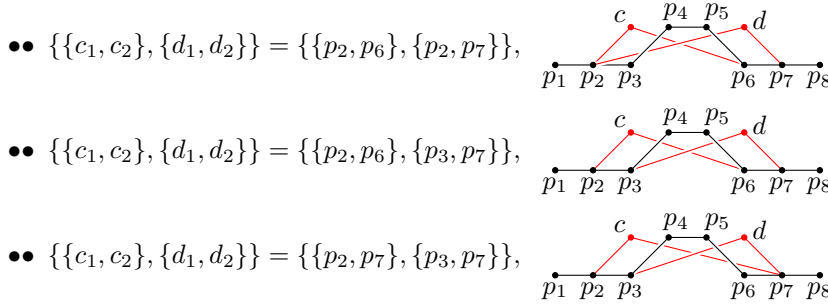 c p₄ p₅ d
•• {{c₁, c₂}, {d₁, d₂}} = {{p₂, p₆}, {p₂, p₇}},
p₁ p₂ p₃ p₆ p₇ p₈
c p₄ p₅ d
•• {{c₁, c₂}, {d₁, d₂}} = {{p₂, p₆}, {p₃, p₇}},
p₁ p₂ p₃ p₆ p₇ p₈
c p₄ p₅ d
•• {{c₁, c₂}, {d₁, d₂}} = {{p₂, p₇}, {p₃, p₇}},
p₁ p₂ p₃ p₆ p₇ p₈